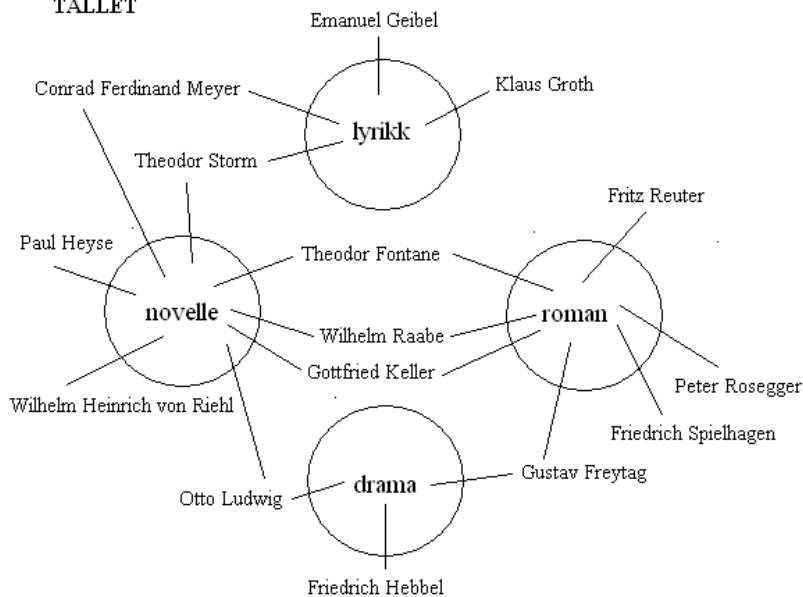 TALLET
Emanuel Geibel
Conrad Ferdinand Meyer
Klaus Groth
lyrikk
Theodor Storm
Fritz Reuter
Paul Heyse
Theodor Fontane
novelle
roman
Wilhelm Raabe
Gottfried Keller
Peter Rosegger
Wilhelm Heinrich von Riehl
Friedrich Spielhagen
Gustav Freytag
drama
Otto Ludwig
Friedrich Hebbel